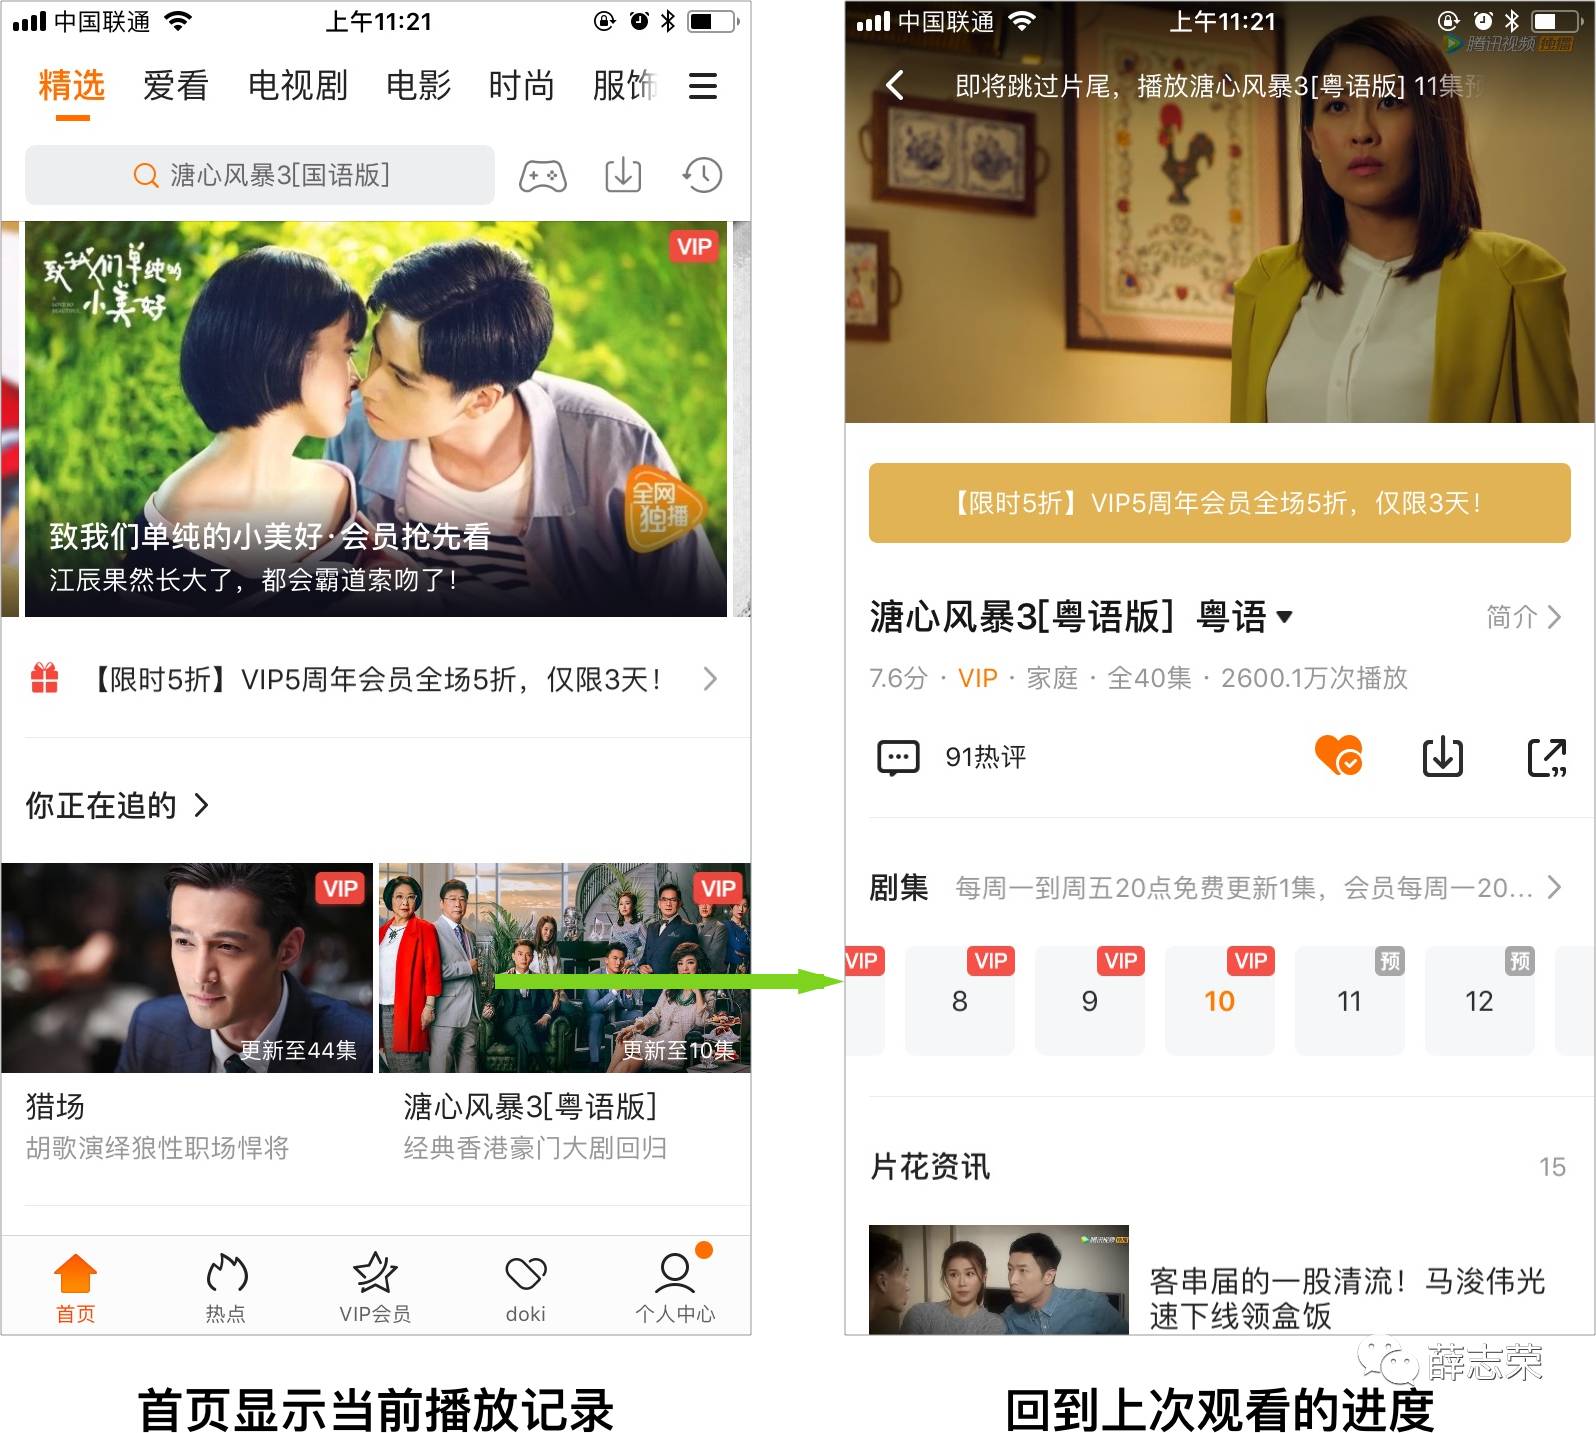 中国联通 上午11:21
精选 爱看 电视剧 电影 时尚 服饰
溏心风暴3[国语版]
VIP
致我们单纯的
小美好
全网
独播
致我们单纯的小美好·会员抢先看
江辰果然长大了，都会霸道索吻了！
【限时5折】VIP5周年会员全场5折，仅限3天！
你正在追的
VIP
更新至44集
VIP
更新至10集
猎场
胡歌演绎狼性职场悍将
溏心风暴3[粤语版]
经典香港豪门大剧回归
首页 热点 VIP会员 doki 个人中心
首页显示当前播放记录
中国联通 上午11:21
腾讯视频 独播
即将跳过片尾，播放溏心风暴3[粤语版] 11集预
【限时5折】VIP5周年会员全场5折，仅限3天！
溏心风暴3[粤语版] 粤语
简介
7.6分 · VIP · 家庭 · 全40集 · 2600.1万次播放
91热评
剧集 每周一到周五20点免费更新1集，会员每周一20...
VIP VIP VIP VIP 预 预
8 9 10 11 12
片花资讯 15
客串届的一股清流！马浚伟光
速下线领盒饭
薛志荣
回到上次观看的进度